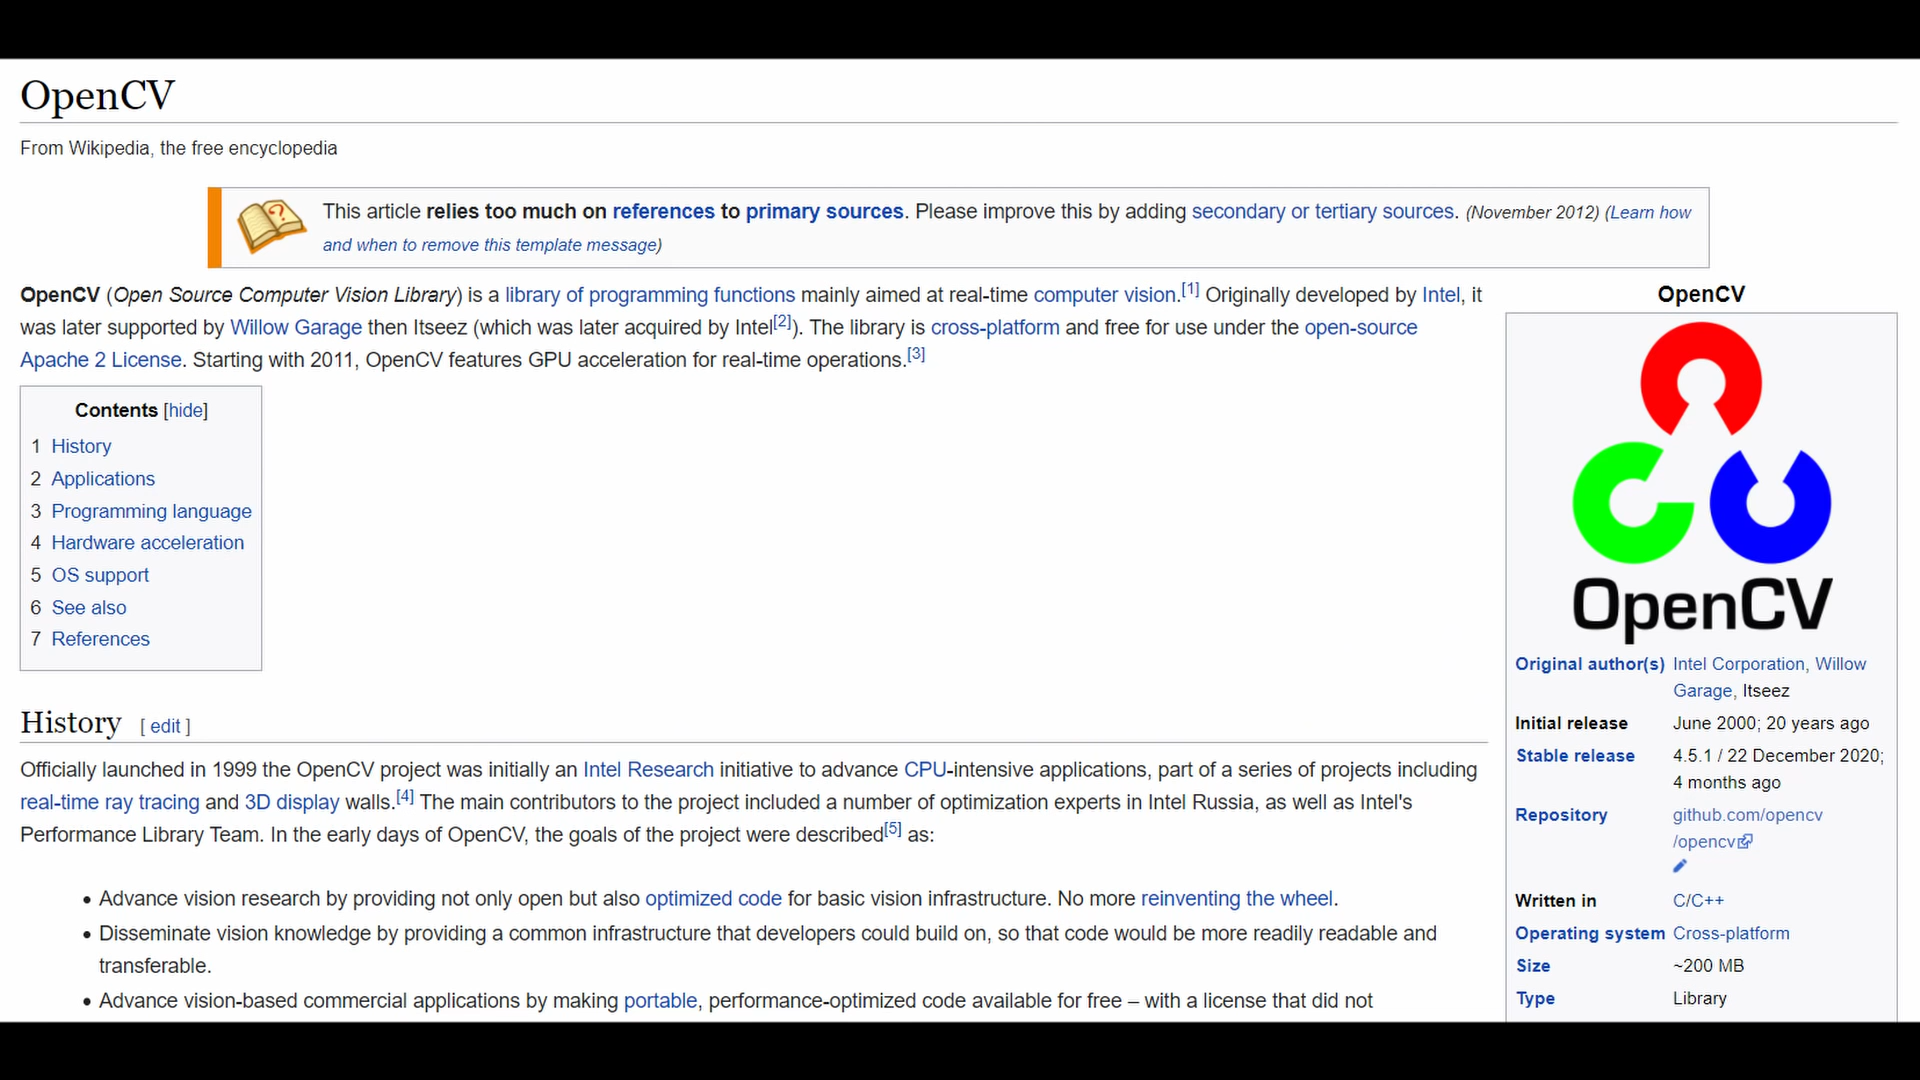 OpenCV
From Wikipedia, the free encyclopedia
This article relies too much on references to primary sources. Please improve this by adding secondary or tertiary sources. (November 2012) (Learn how
and when to remove this template message)
OpenCV (Open Source Computer Vision Library) is a library of programming functions mainly aimed at real-time computer vision.[1] Originally developed by Intel, it
was later supported by Willow Garage then Itseez (which was later acquired by Intel[2]). The library is cross-platform and free for use under the open-source
Apache 2 License. Starting with 2011, OpenCV features GPU acceleration for real-time operations.[3]
Contents [hide]
1 History
2 Applications
3 Programming language
4 Hardware acceleration
5 OS support
6 See also
7 References
History [ edit ]
Officially launched in 1999 the OpenCV project was initially an Intel Research initiative to advance CPU-intensive applications, part of a series of projects including
real-time ray tracing and 3D display walls.[4] The main contributors to the project included a number of optimization experts in Intel Russia, as well as Intel's
Performance Library Team. In the early days of OpenCV, the goals of the project were described[5] as:
• Advance vision research by providing not only open but also optimized code for basic vision infrastructure. No more reinventing the wheel.
• Disseminate vision knowledge by providing a common infrastructure that developers could build on, so that code would be more readily readable and
transferable.
• Advance vision-based commercial applications by making portable, performance-optimized code available for free – with a license that did not
OpenCV
OpenCV
Original author(s) Intel Corporation, Willow
Garage, Itseez
Initial release June 2000; 20 years ago
Stable release 4.5.1 / 22 December 2020;
4 months ago
Repository github.com/opencv
/opencv
Written in C/C++
Operating system Cross-platform
Size ~200 MB
Type Library